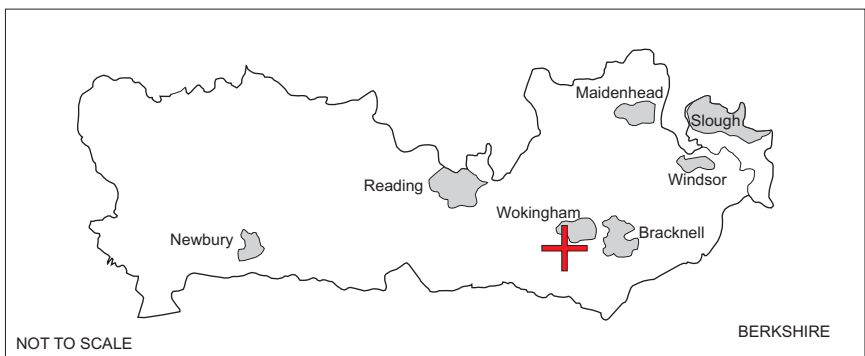 Maidenhead
Slough
Windsor
Reading
Wokingham
Bracknell
Newbury
BERKSHIRE
NOT TO SCALE